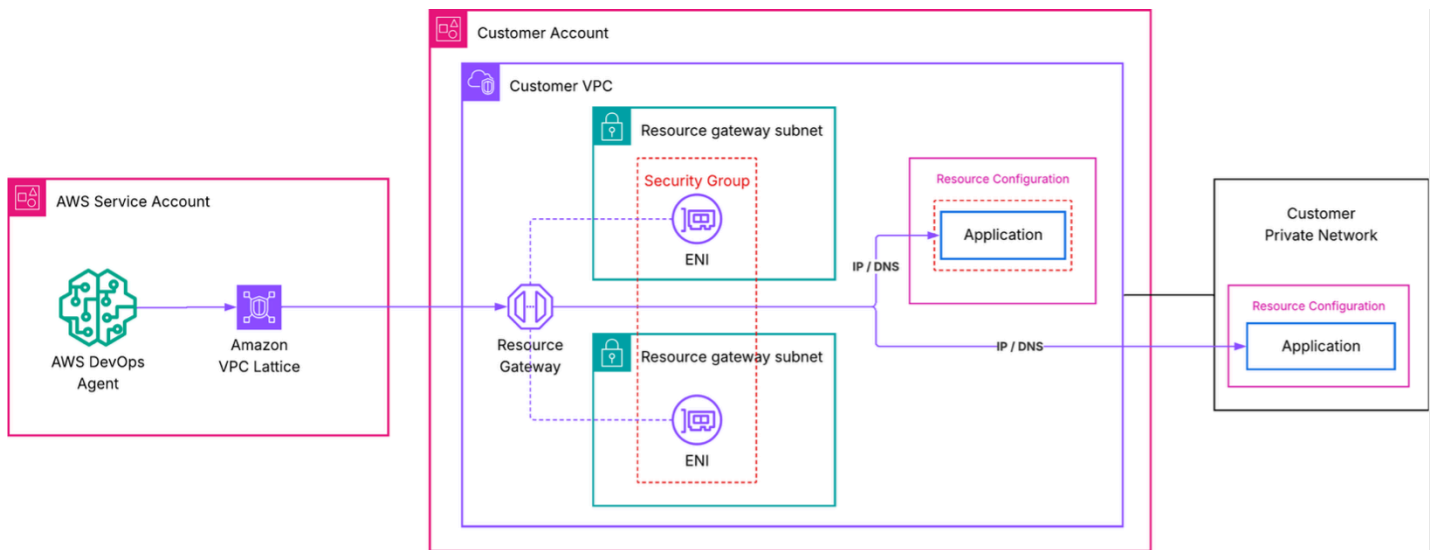 Customer Account
Customer VPC
Resource gateway subnet
Security Group
ENI
AWS Service Account
AWS DevOps
Agent
Amazon
VPC Lattice
Resource
Gateway
Resource gateway subnet
ENI
Resource Configuration
Application
IP / DNS
IP / DNS
Customer
Private Network
Resource Configuration
Application